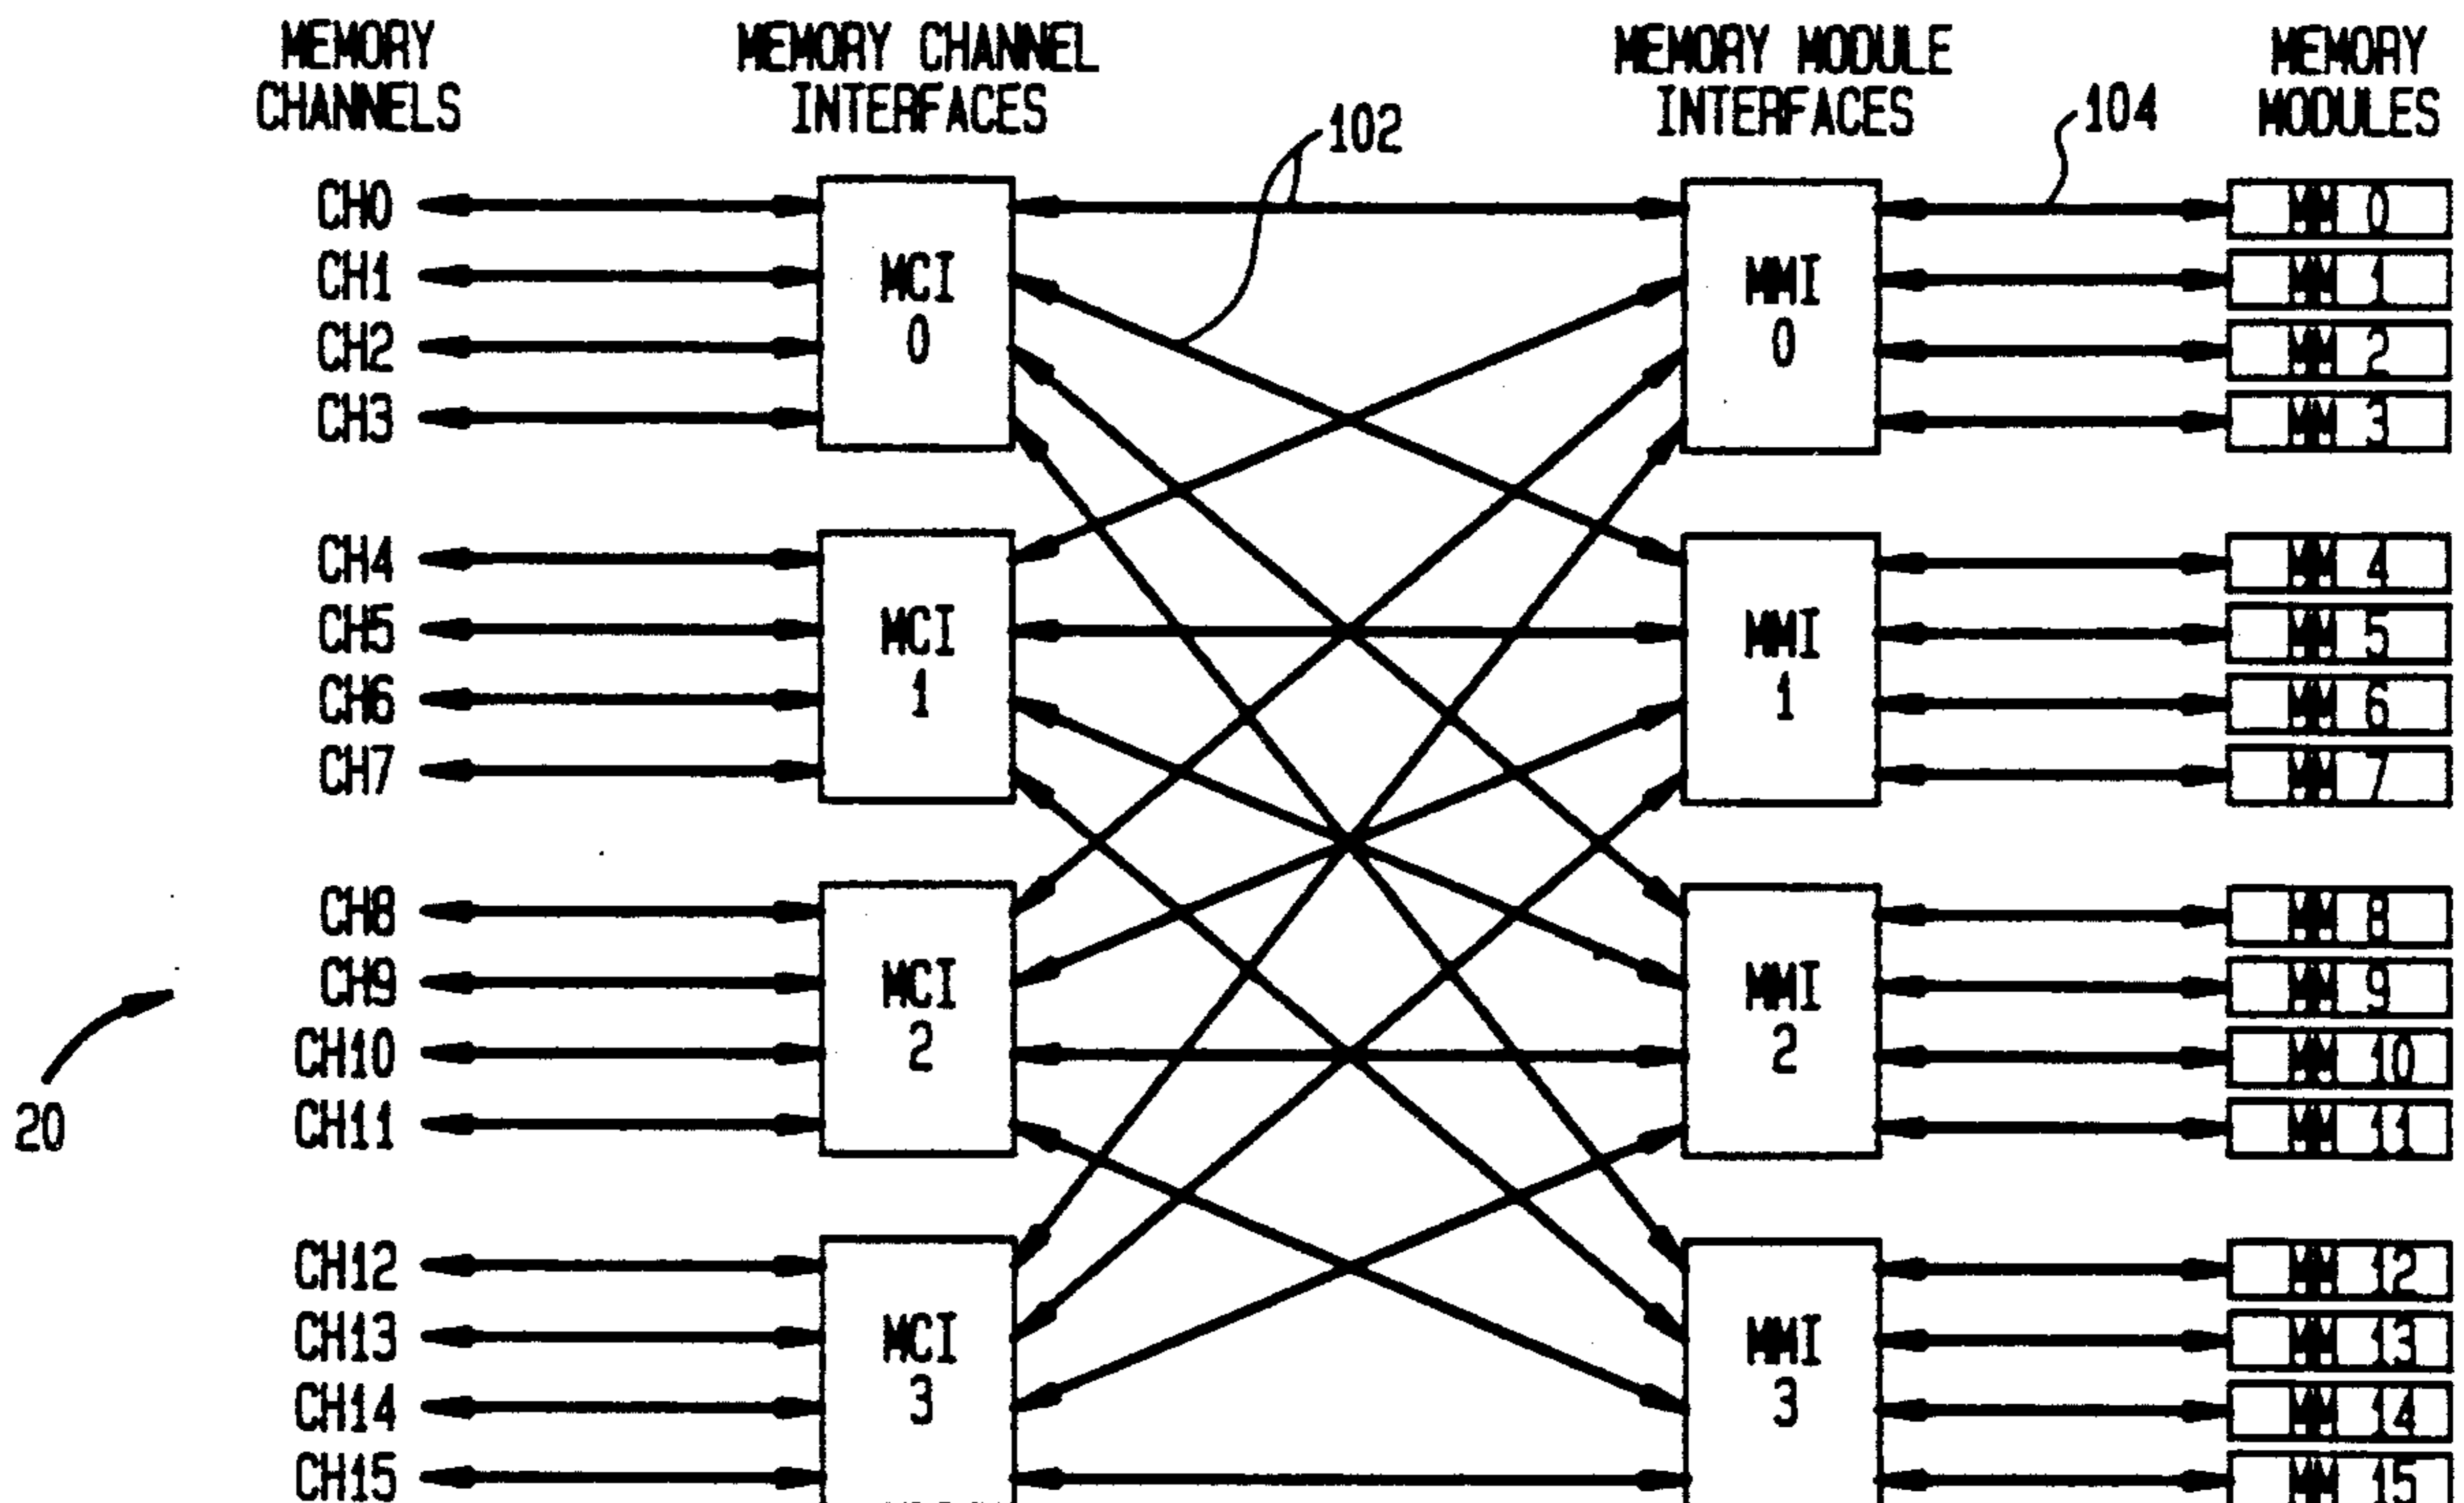 MEMORY CHANNELS
MEMORY CHANNEL INTERFACES
MEMORY MODULE INTERFACES
MEMORY MODULES
102
104
CH0
CH1
CH2
CH3
MCI 0
MMI 0
MM 0
MM 1
MM 2
MM 3
CH4
CH5
CH6
CH7
MCI 1
MMI 1
MM 4
MM 5
MM 6
MM 7
CH8
CH9
CH10
CH11
MCI 2
MMI 2
MM 8
MM 9
MM 10
MM 11
20
CH12
CH13
CH14
CH15
MCI 3
MMI 3
MM 12
MM 13
MM 14
MM 15